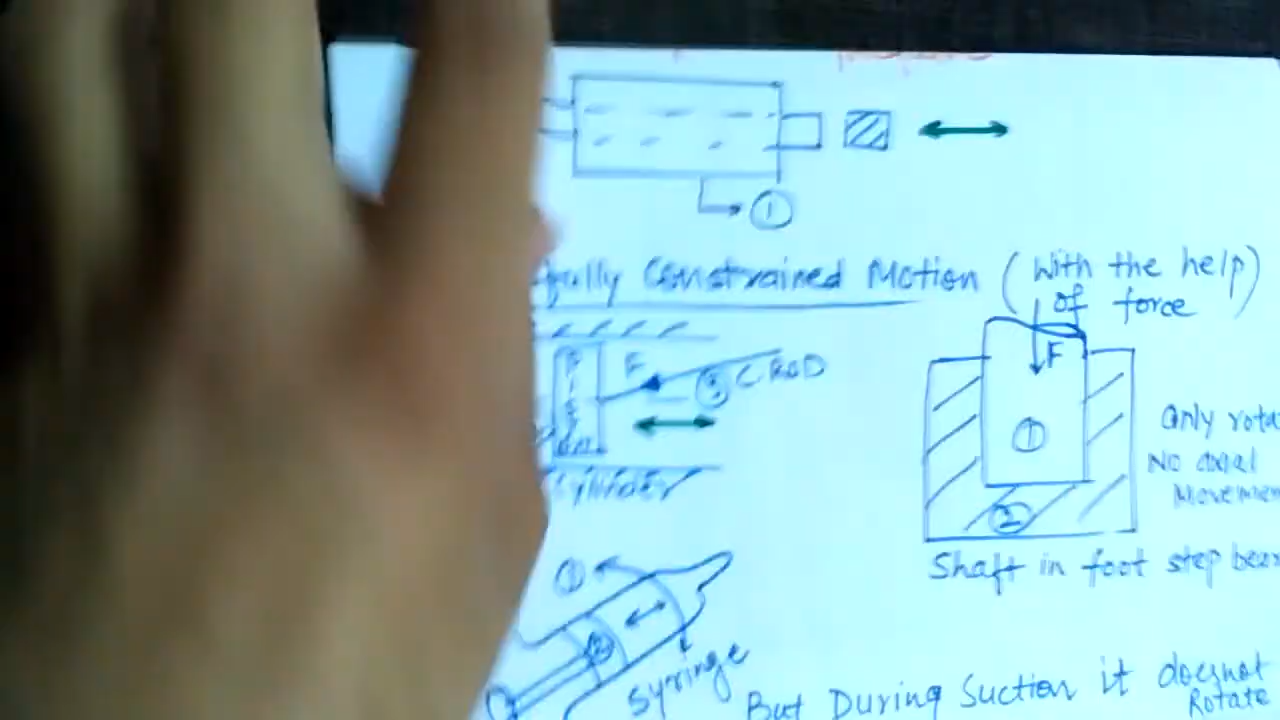 ①
fully Constrained Motion (With the help)
of force
F
F
③ C.ROD
①
Only rota
No axial
Movemen
Cylinder
②
Shaft in foot step bear
①
②
Syringe
But During Suction it doesnot
Rotate